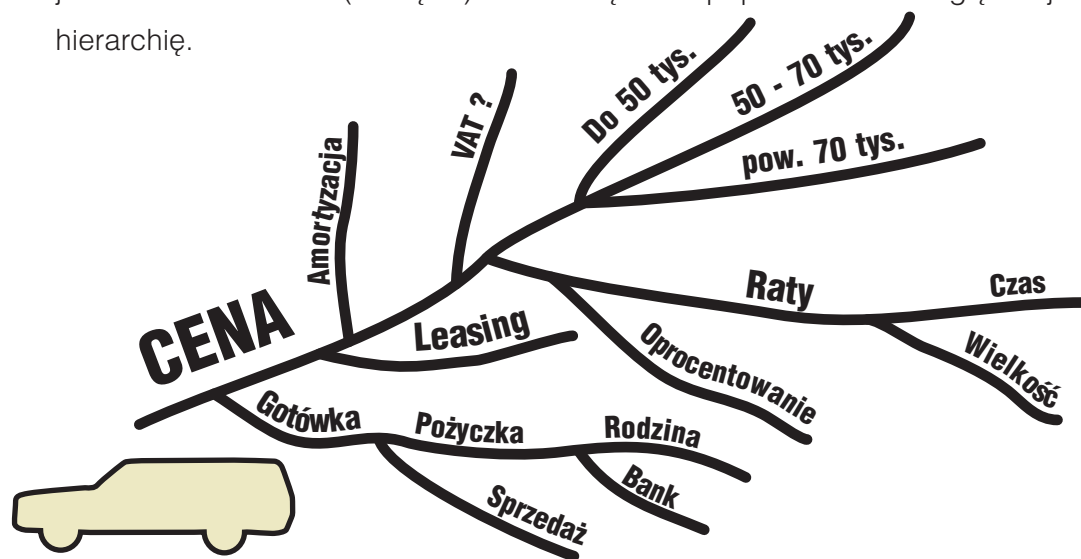 hierarchię.
Do 50 tys.
50 - 70 tys.
pow. 70 tys.
VAT ?
Amortyzacja
CENA
Leasing
Raty
Czas
Wielkość
Oprocentowanie
Gotówka
Pożyczka
Rodzina
Bank
Sprzedaż